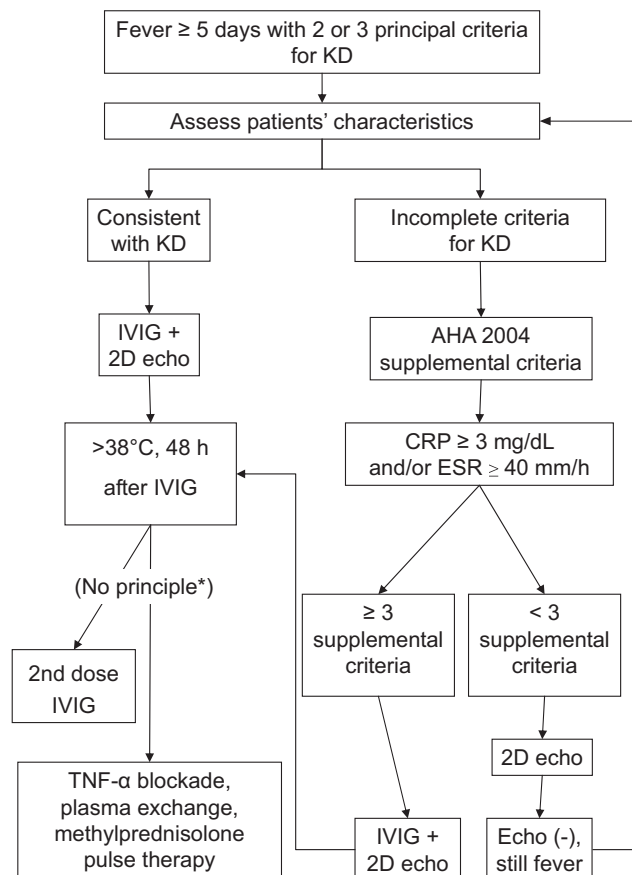 Fever ≥ 5 days with 2 or 3 principal criteria
for KD
Assess patients’ characteristics
Consistent
with KD
Incomplete criteria
for KD
IVIG +
2D echo
AHA 2004
supplemental criteria
>38°C, 48 h
after IVIG
CRP ≥ 3 mg/dL
and/or ESR ≥ 40 mm/h
(No principle*)
≥ 3
supplemental
criteria
< 3
supplemental
criteria
2nd dose
IVIG
2D echo
TNF-α blockade,
plasma exchange,
methylprednisolone
pulse therapy
IVIG +
2D echo
Echo (-),
still fever